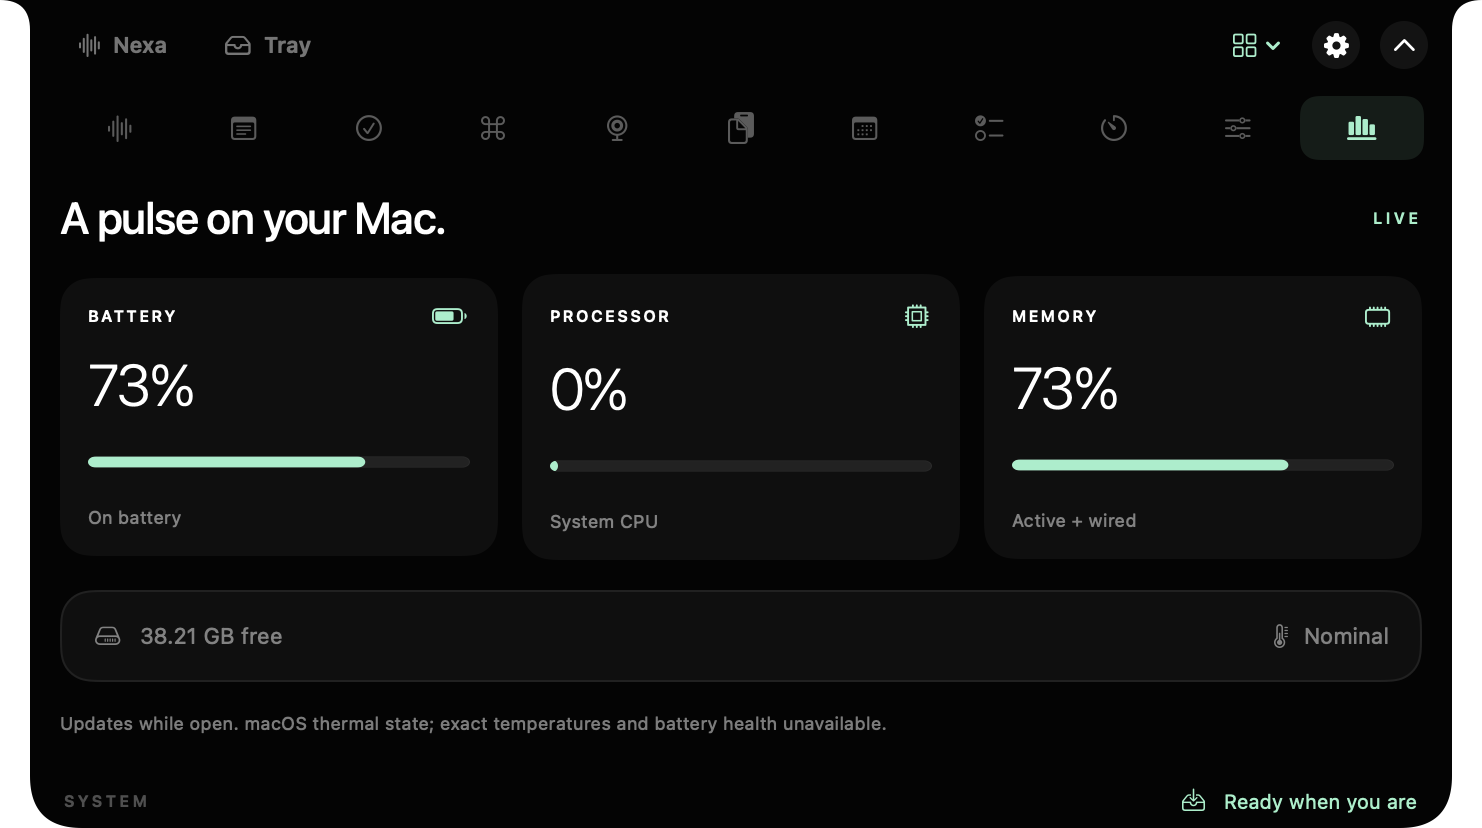 Nexa
Tray
A pulse on your Mac.
LIVE
BATTERY
73%
On battery
PROCESSOR
0%
System CPU
MEMORY
73%
Active + wired
38.21 GB free
Nominal
Updates while open. macOS thermal state; exact temperatures and battery health unavailable.
SYSTEM
Ready when you are